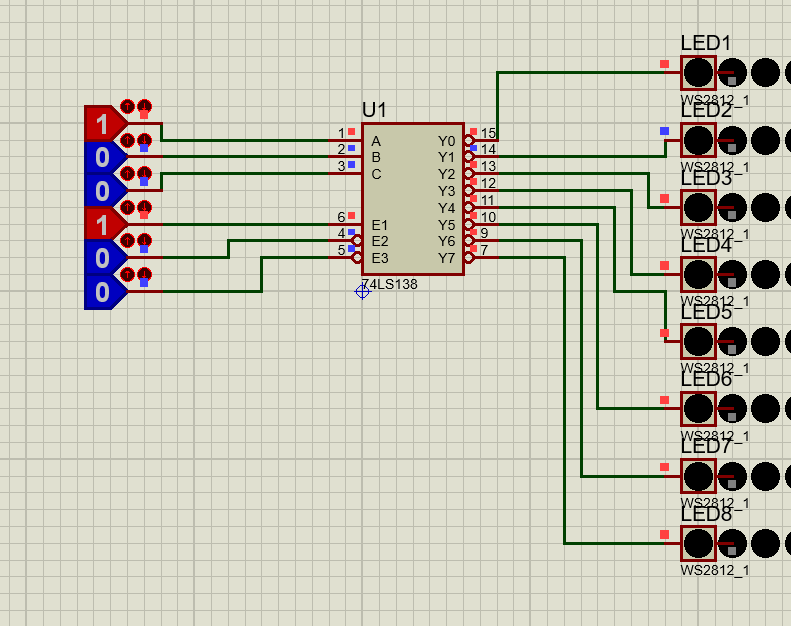 U1
1
0
0
1
0
0
1 A Y0 15
2 B Y1 14
3 C Y2 13
Y3 12
Y4 11
6 E1 Y5 10
4 E2 Y6 9
5 E3 Y7 7
74LS138
LED1
WS2812_1
LED2
WS2812_1
LED3
WS2812_1
LED4
WS2812_1
LED5
WS2812_1
LED6
WS2812_1
LED7
WS2812_1
LED8
WS2812_1